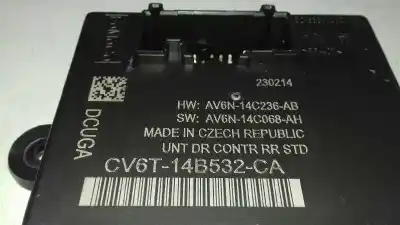 230214
HW: AV6N-14C236-AB
SW: AV6N-14C068-AH
MADE IN CZECH REPUBLIC
UNT DR CONTR RR STD
CV6T-14B532-CA
DCUGA